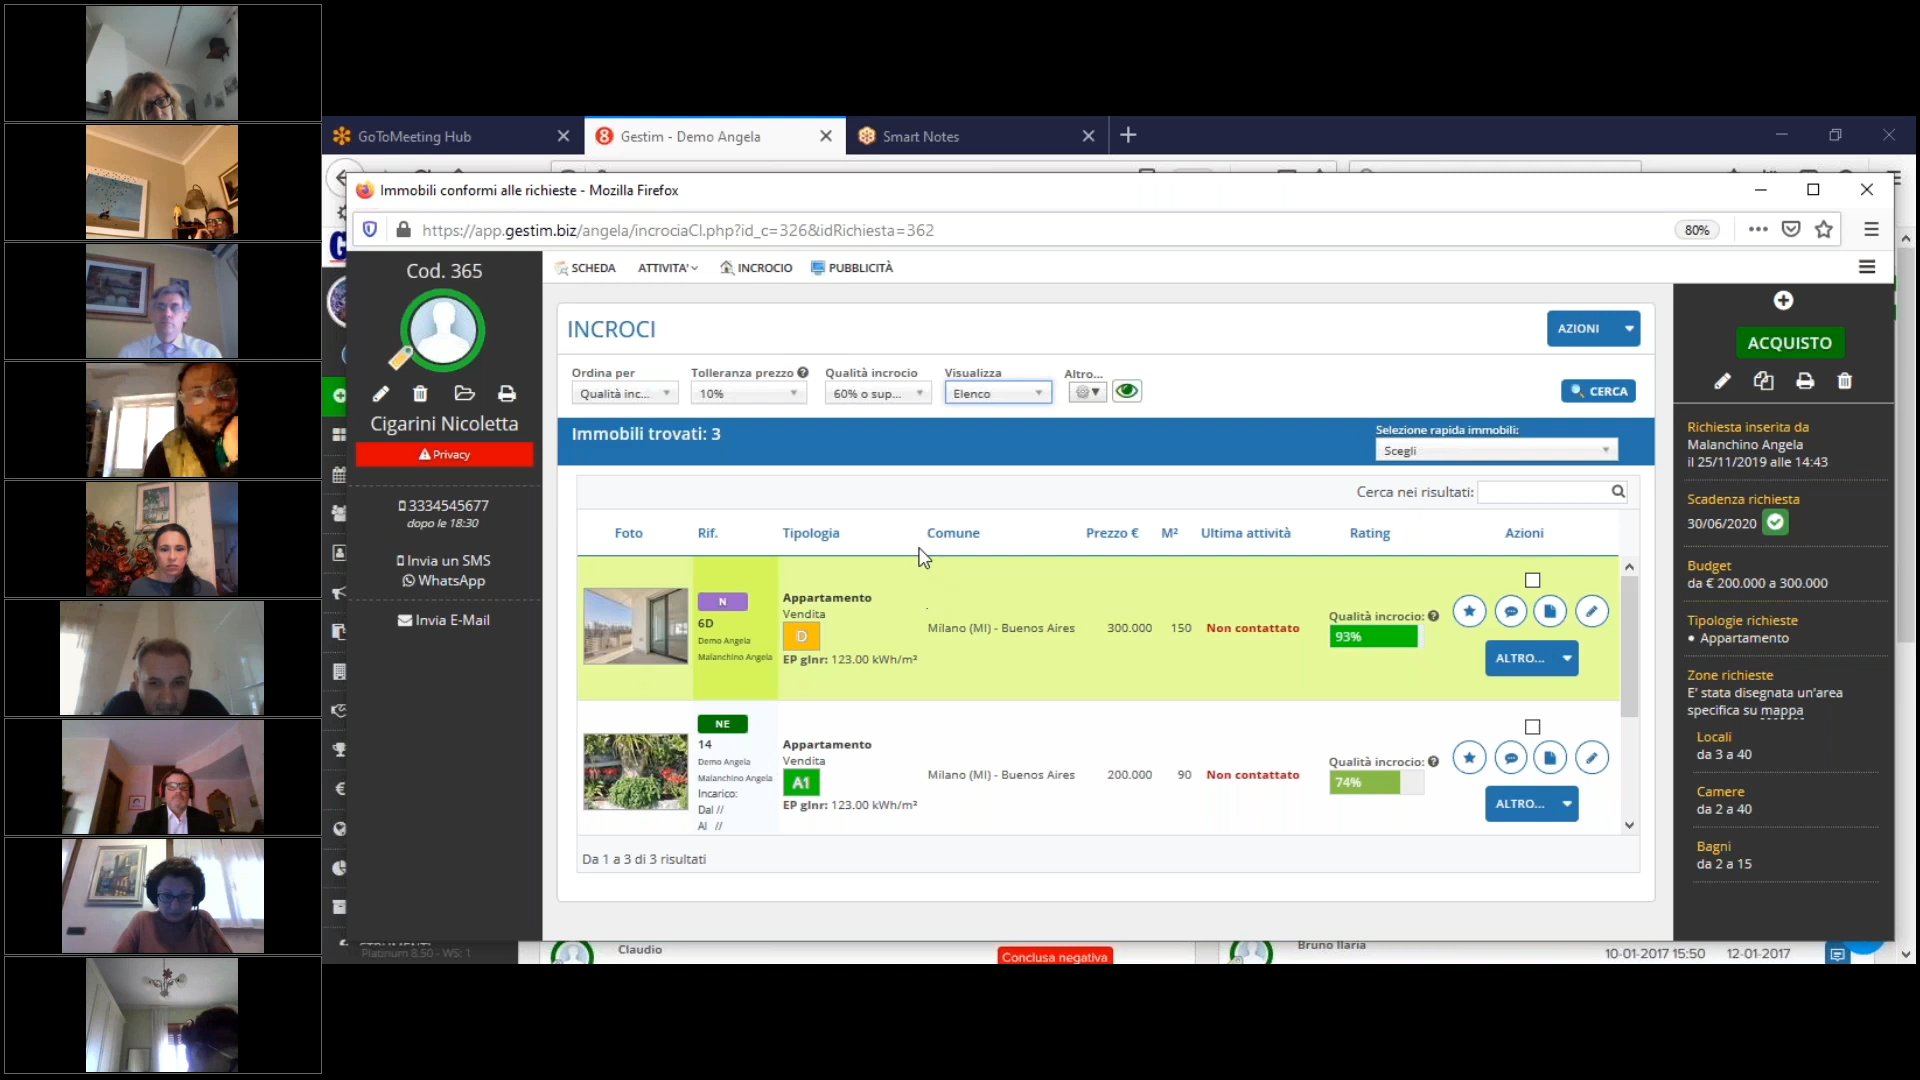 GoToMeeting Hub
Gestim - Demo Angela
Smart Notes
Immobili conformi alle richieste - Mozilla Firefox
https://app.gestim.biz/angela/incrociaCl.php?id_c=326&idRichiesta=362
80%
Cod. 365
Cigarini Nicoletta
Privacy
3334545677
dopo le 18:30
Invia un SMS
WhatsApp
Invia E-Mail
SCHEDA
ATTIVITA'
INCROCIO
PUBBLICITÀ
INCROCI
AZIONI
Ordina per
Tolleranza prezzo
Qualità incrocio
Visualizza
Altro...
Qualità inc...
10%
60% o sup...
Elenco
CERCA
Immobili trovati: 3
Selezione rapida immobili:
Scegli
Cerca nei risultati:
Foto
Rif.
Tipologia
Comune
Prezzo €
M²
Ultima attività
Rating
Azioni
N
6D
Demo Angela
Malanchino Angela
Appartamento
Vendita
D
EP glnr: 123.00 kWh/m²
Milano (MI) - Buenos Aires
300.000
150
Non contattato
Qualità incrocio:
93%
ALTRO...
NE
14
Demo Angela
Malanchino Angela
Incarico:
Dal //
Al //
Appartamento
Vendita
A1
EP glnr: 123.00 kWh/m²
Milano (MI) - Buenos Aires
200.000
90
Non contattato
Qualità incrocio:
74%
ALTRO...
Da 1 a 3 di 3 risultati
ACQUISTO
Richiesta inserita da
Malanchino Angela
il 25/11/2019 alle 14:43
Scadenza richiesta
30/06/2020
Budget
da € 200.000 a 300.000
Tipologie richieste
• Appartamento
Zone richieste
E' stata disegnata un'area
specifica su mappa
Locali
da 3 a 40
Camere
da 2 a 40
Bagni
da 2 a 15
Platinum 8.50 - WS: 1
Claudio
Conclusa negativa
Bruno Ilaria
10-01-2017 15:50
12-01-2017